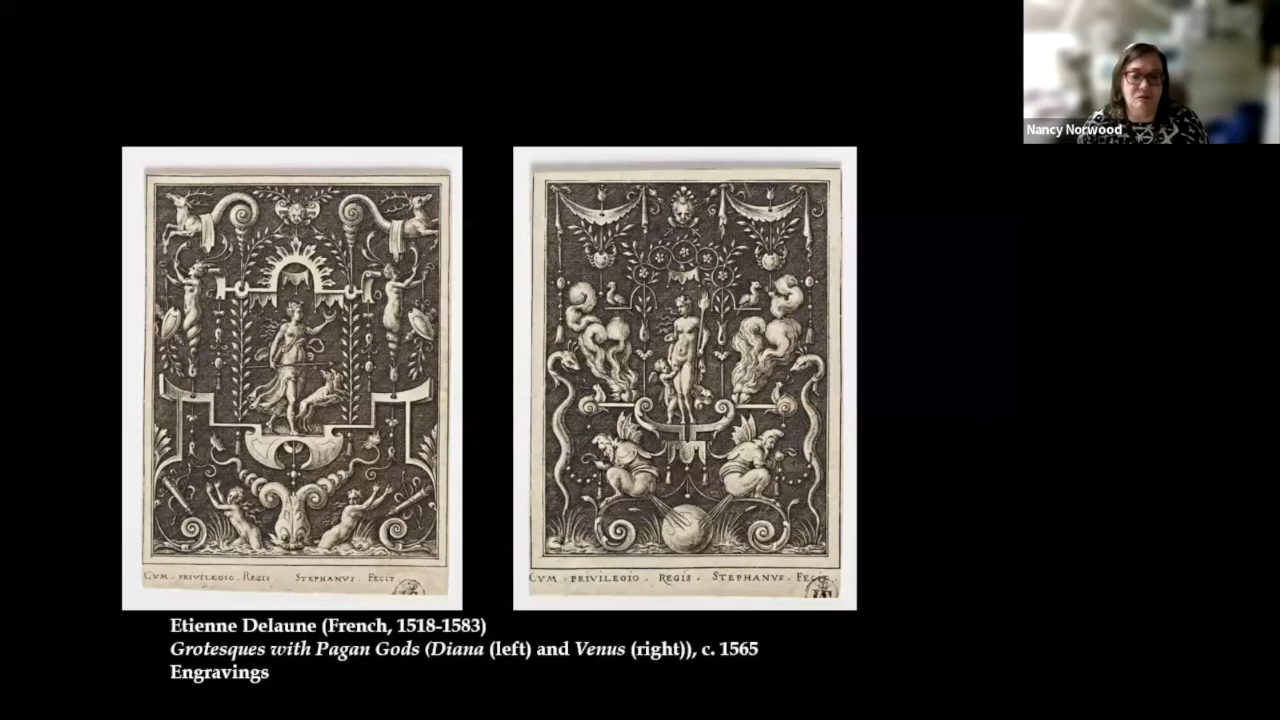 Nancy Norwood
CVM . PRIVILEGIO . REGIS STEPHANVS . FECIT .
CVM . PRIVILEGIO . REGIS . STEPHANVS .
Etienne Delaune (French, 1518-1583)
Grotesques with Pagan Gods (Diana (left) and Venus (right)), c. 1565
Engravings